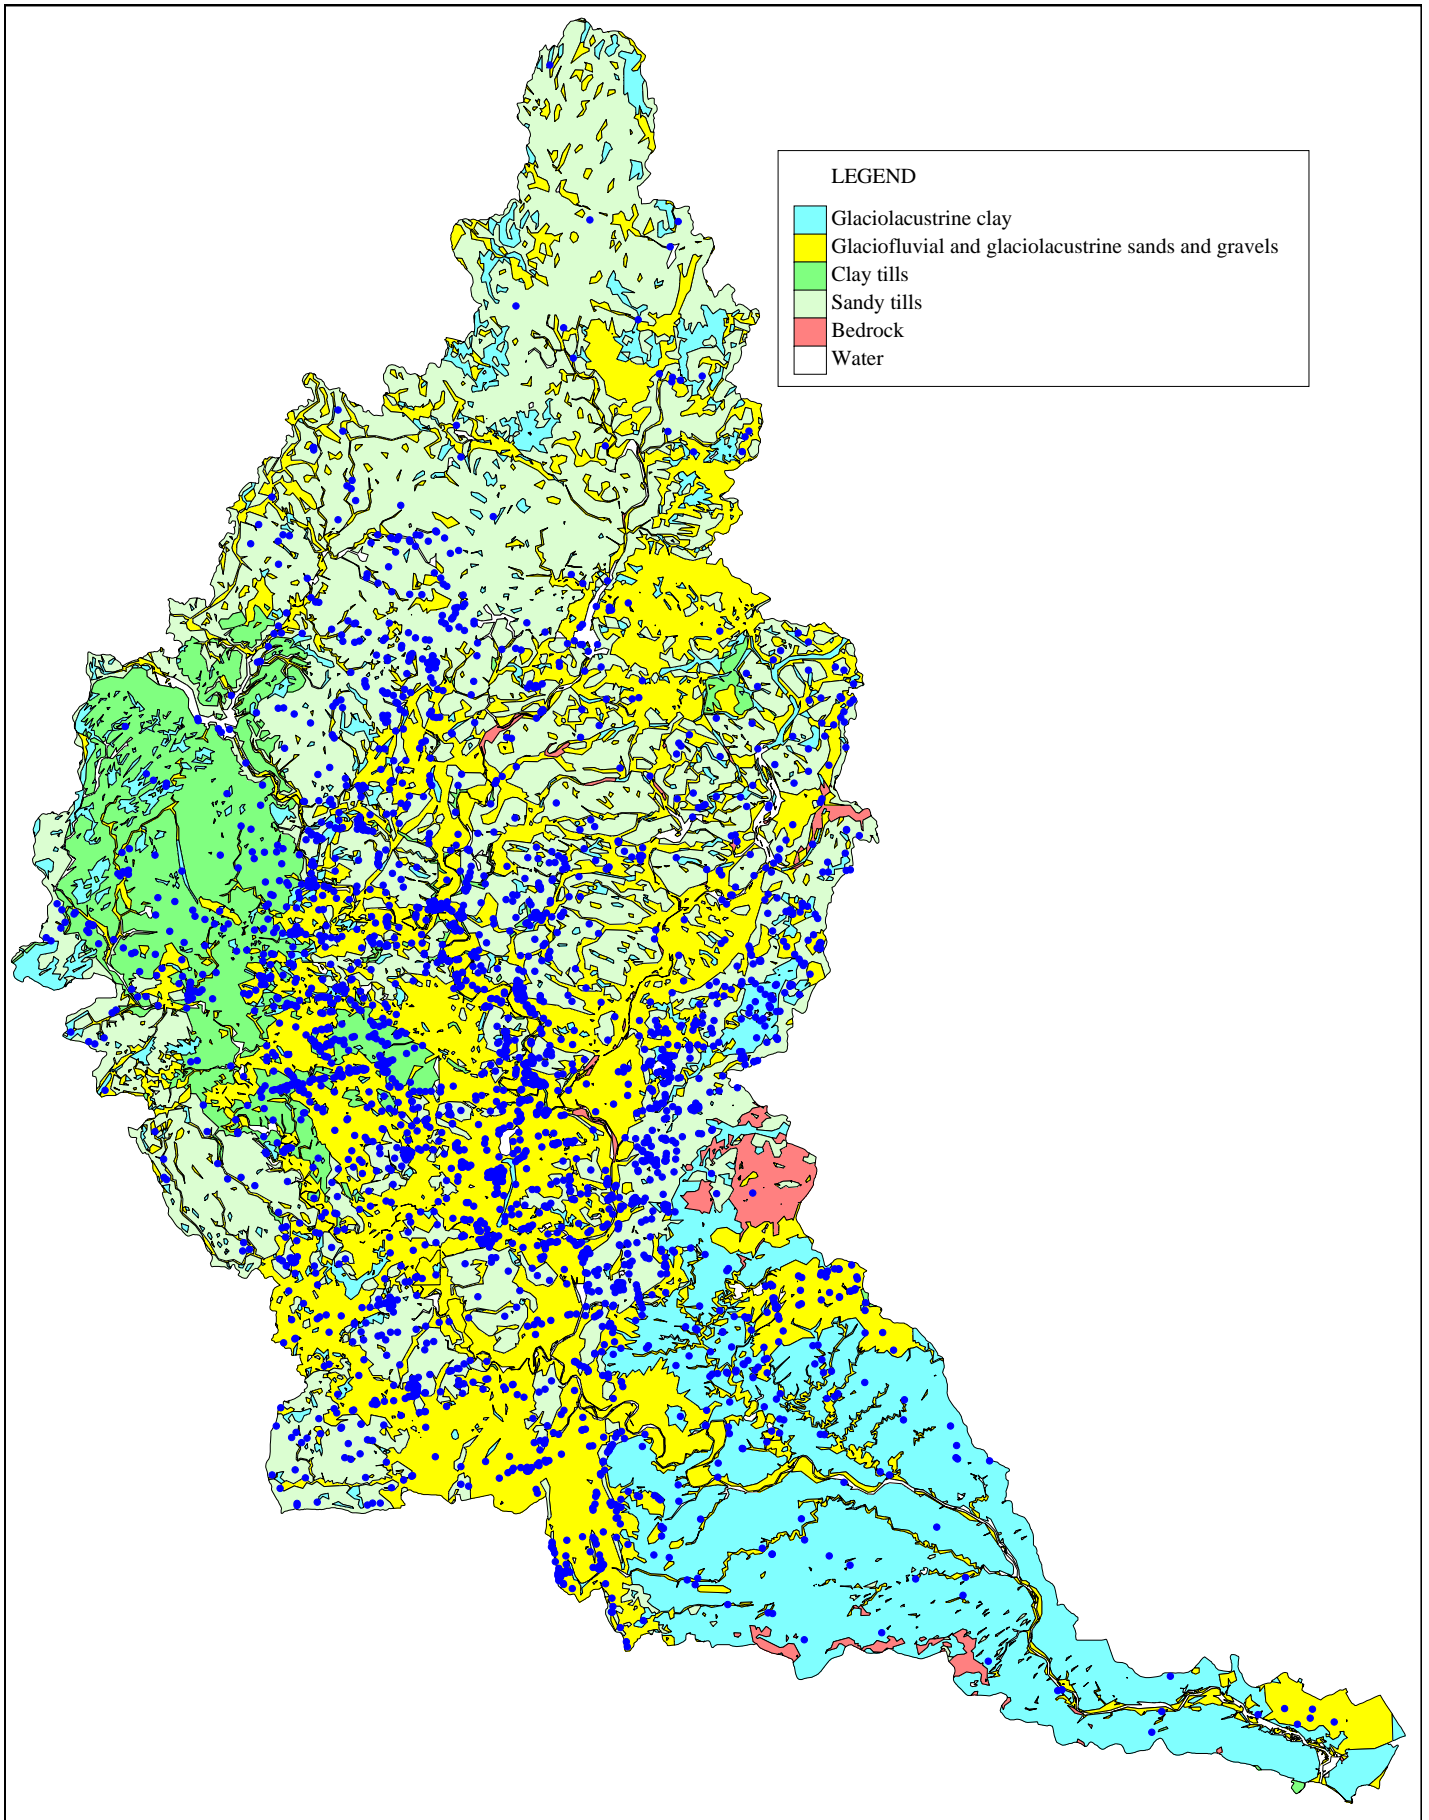 LEGEND
Glaciolacustrine clay
Glaciofluvial and glaciolacustrine sands and gravels
Clay tills
Sandy tills
Bedrock
Water